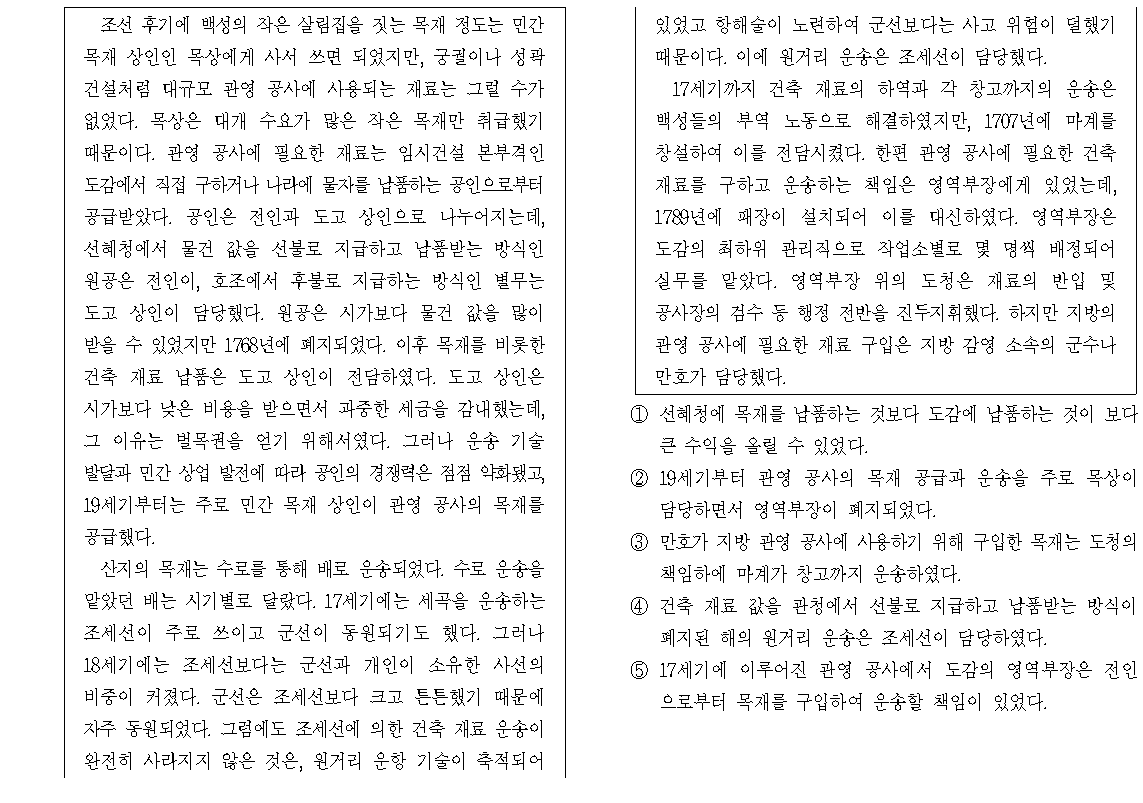 조선 후기에 백성의 작은 살림집을 짓는 목재 정도는 민간
목재 상인인 목상에게 사서 쓰면 되었지만, 궁궐이나 성곽
건설처럼 대규모 관영 공사에 사용되는 재료는 그럴 수가
없었다. 목상은 대개 수요가 많은 작은 목재만 취급했기
때문이다. 관영 공사에 필요한 재료는 임시건설 본부격인
도감에서 직접 구하거나 나라에 물자를 납품하는 공인으로부터
공급받았다. 공인은 전인과 도고 상인으로 나누어지는데,
선혜청에서 물건 값을 선불로 지급하고 납품받는 방식인
원공은 전인이, 호조에서 후불로 지급하는 방식인 별무는
도고 상인이 담당했다. 원공은 시가보다 물건 값을 많이
받을 수 있었지만 1768년에 폐지되었다. 이후 목재를 비롯한
건축 재료 납품은 도고 상인이 전담하였다. 도고 상인은
시가보다 낮은 비용을 받으면서 과중한 세금을 감내했는데,
그 이유는 벌목권을 얻기 위해서였다. 그러나 운송 기술
발달과 민간 상업 발전에 따라 공인의 경쟁력은 점점 약화됐고,
19세기부터는 주로 민간 목재 상인이 관영 공사의 목재를
공급했다.
산지의 목재는 수로를 통해 배로 운송되었다. 수로 운송을
맡았던 배는 시기별로 달랐다. 17세기에는 세곡을 운송하는
조세선이 주로 쓰이고 군선이 동원되기도 했다. 그러나
18세기에는 조세선보다는 군선과 개인이 소유한 사선의
비중이 커졌다. 군선은 조세선보다 크고 튼튼했기 때문에
자주 동원되었다. 그럼에도 조세선에 의한 건축 재료 운송이
완전히 사라지지 않은 것은, 원거리 운항 기술이 축적되어
있었고 항해술이 노련하여 군선보다는 사고 위험이 덜했기
때문이다. 이에 원거리 운송은 조세선이 담당했다.
17세기까지 건축 재료의 하역과 각 창고까지의 운송은
백성들의 부역 노동으로 해결하였지만, 1707년에 마계를
창설하여 이를 전담시켰다. 한편 관영 공사에 필요한 건축
재료를 구하고 운송하는 책임은 영역부장에게 있었는데,
1789년에 패장이 설치되어 이를 대신하였다. 영역부장은
도감의 최하위 관리직으로 작업소별로 몇 명씩 배정되어
실무를 맡았다. 영역부장 위의 도청은 재료의 반입 및
공사장의 검수 등 행정 전반을 진두지휘했다. 하지만 지방의
관영 공사에 필요한 재료 구입은 지방 감영 소속의 군수나
만호가 담당했다.
① 선혜청에 목재를 납품하는 것보다 도감에 납품하는 것이 보다
큰 수익을 올릴 수 있었다.
② 19세기부터 관영 공사의 목재 공급과 운송을 주로 목상이
담당하면서 영역부장이 폐지되었다.
③ 만호가 지방 관영 공사에 사용하기 위해 구입한 목재는 도청의
책임하에 마계가 창고까지 운송하였다.
④ 건축 재료 값을 관청에서 선불로 지급하고 납품받는 방식이
폐지된 해의 원거리 운송은 조세선이 담당하였다.
⑤ 17세기에 이루어진 관영 공사에서 도감의 영역부장은 전인
으로부터 목재를 구입하여 운송할 책임이 있었다.